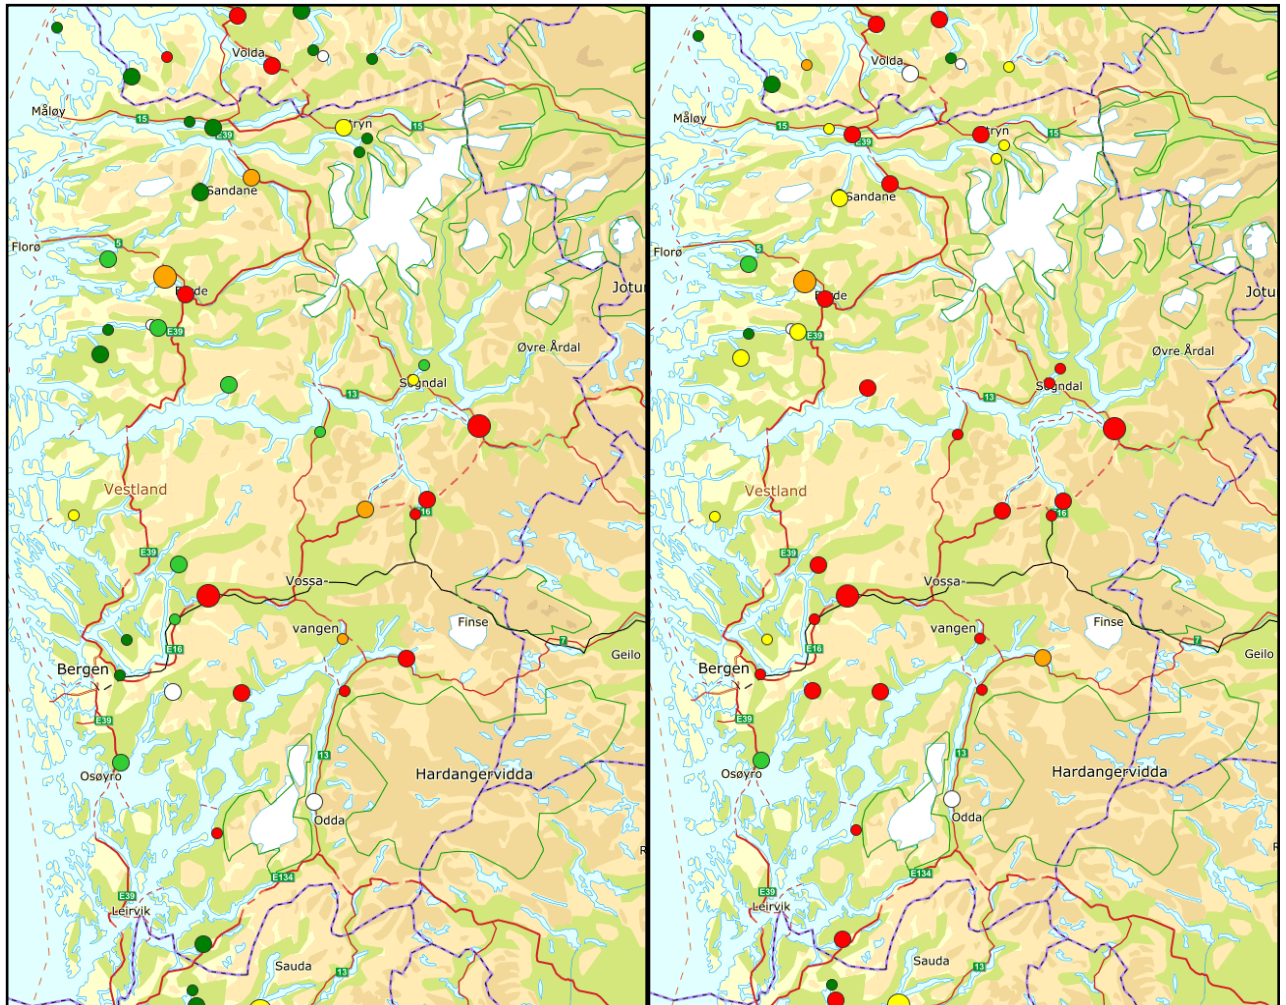 Volda
Måløy
15
E39
tryn
15
Sandane
Florø
5
Jotu
E39
Øvre Årdal
Sogndal
13
Vestland
16
E39
Vossa-
vangen
Finse
7
Geilo
E16
Bergen
E39
Osøyro
13
Hardangervidda
Odda
E134
E39
Leirvik
Sauda
13
Volda
Måløy
15
E39
tryn
15
Sandane
Florø
5
Jotu
E39
Øvre Årdal
Sogndal
13
Vestland
16
E39
Vossa-
vangen
Finse
7
Geilo
E16
Bergen
E39
Osøyro
13
Hardangervidda
Odda
E134
E39
Leirvik
Sauda
13